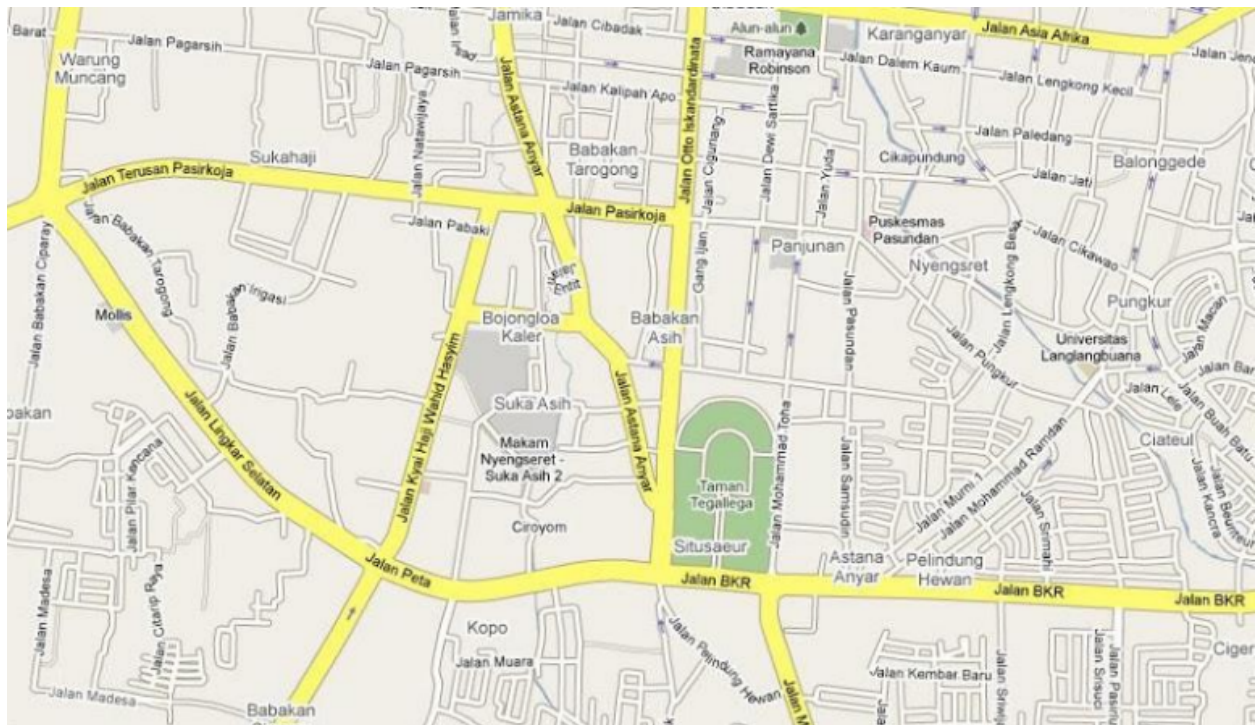 Jamika
Jalan Cibadak
Alun-alun
Karanganyar
Jalan Asia Afrika
Barat
Jalan Pagarsih
Warung
Muncang
Jalan Pagarsih
Jalan Kalipah Apo
Ramayana
Robinson
Jalan Dalem Kaum
Jalan Lengkong Kecil
Jalan Natawijaya
Jalan Astana Anyar
Jalan Otto Iskandardinata
Jalan Cigunang
Jalan Dewi Sartika
Jalan Yuda
Jalan Paledang
Cikapundung
Balonggede
Jalan Jati
Sukahaji
Babakan
Tarogong
Jalan Terusan Pasirkoja
Jalan Pasirkoja
Jalan Pabaki
Puskesmas
Pasundan
Panjunan
Nyengsret
Jalan Cikawao
Pungkur
Jalan Babakan Ciparay
Jalan Babakan
Tarogong
Irigasi
Jalan Babakan
Mollis
Jalan
Entit
Gang Ijan
Jalan Pasundan
Jalan Macan
Bojongloa
Kaler
Babakan
Asih
Jalan Pungkur
Universitas
Langlangbuana
Jalan Bar
Jalan Lele
Jalan Buah Batu
Ciateul
Jalan Kyai Haji Wahid Hasyim
Jalan Astana Anyar
Suka Asih
Makam
Nyengseret -
Suka Asih 2
Jalan Lingkar Selatan
Jalan Pilar Kencana
Taman
Tegallega
Jalan Mohammad Toha
Jalan Samsudin
Jalan Murni 1
Jalan Mohammad Ramdan
Jalan Srimahi
Jalan Kancra
Ciroyom
Situsaeur
Astana
Anyar
Pelindung
Hewan
Jalan Peta
Jalan BKR
Jalan BKR
Jalan BKR
Jalan Madesa
Jalan Citarip Raya
Kopo
Jalan Muara
Jalan Pelindung Hewan
Jalan Kembar Baru
Jalan Srisuci
Jalan Madesa
Babakan